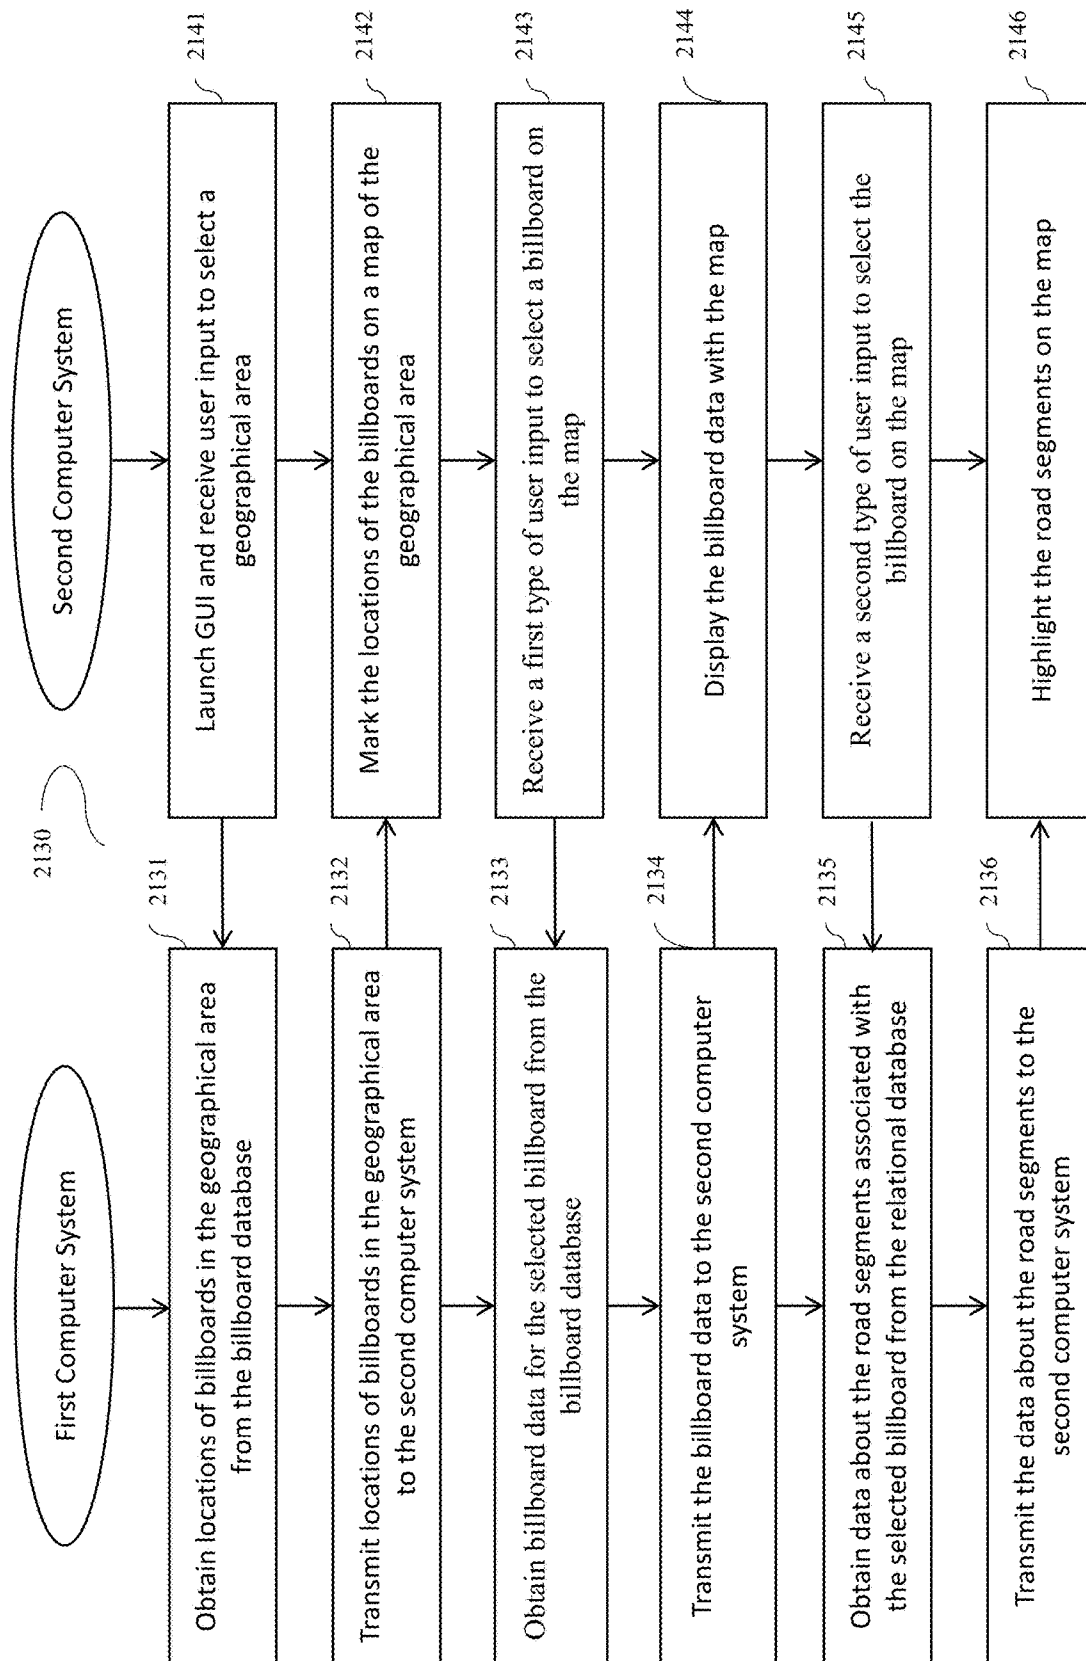 First Computer System
Obtain locations of billboards in the geographical area
from the billboard database
2131
Transmit locations of billboards in the geographical area
to the second computer system
2132
Obtain billboard data for the selected billboard from the
billboard database
2133
Transmit the billboard data to the second computer
system
2134
Obtain data about the road segments associated with
the selected billboard from the relational database
2135
Transmit the data about the road segments to the
second computer system
2136
2130
Second Computer System
Launch GUI and receive user input to select a
geographical area
2141
Mark the locations of the billboards on a map of the
geographical area
2142
Receive a first type of user input to select a billboard on
the map
2143
Display the billboard data with the map
2144
Receive a second type of user input to select the
billboard on the map
2145
Highlight the road segments on the map
2146